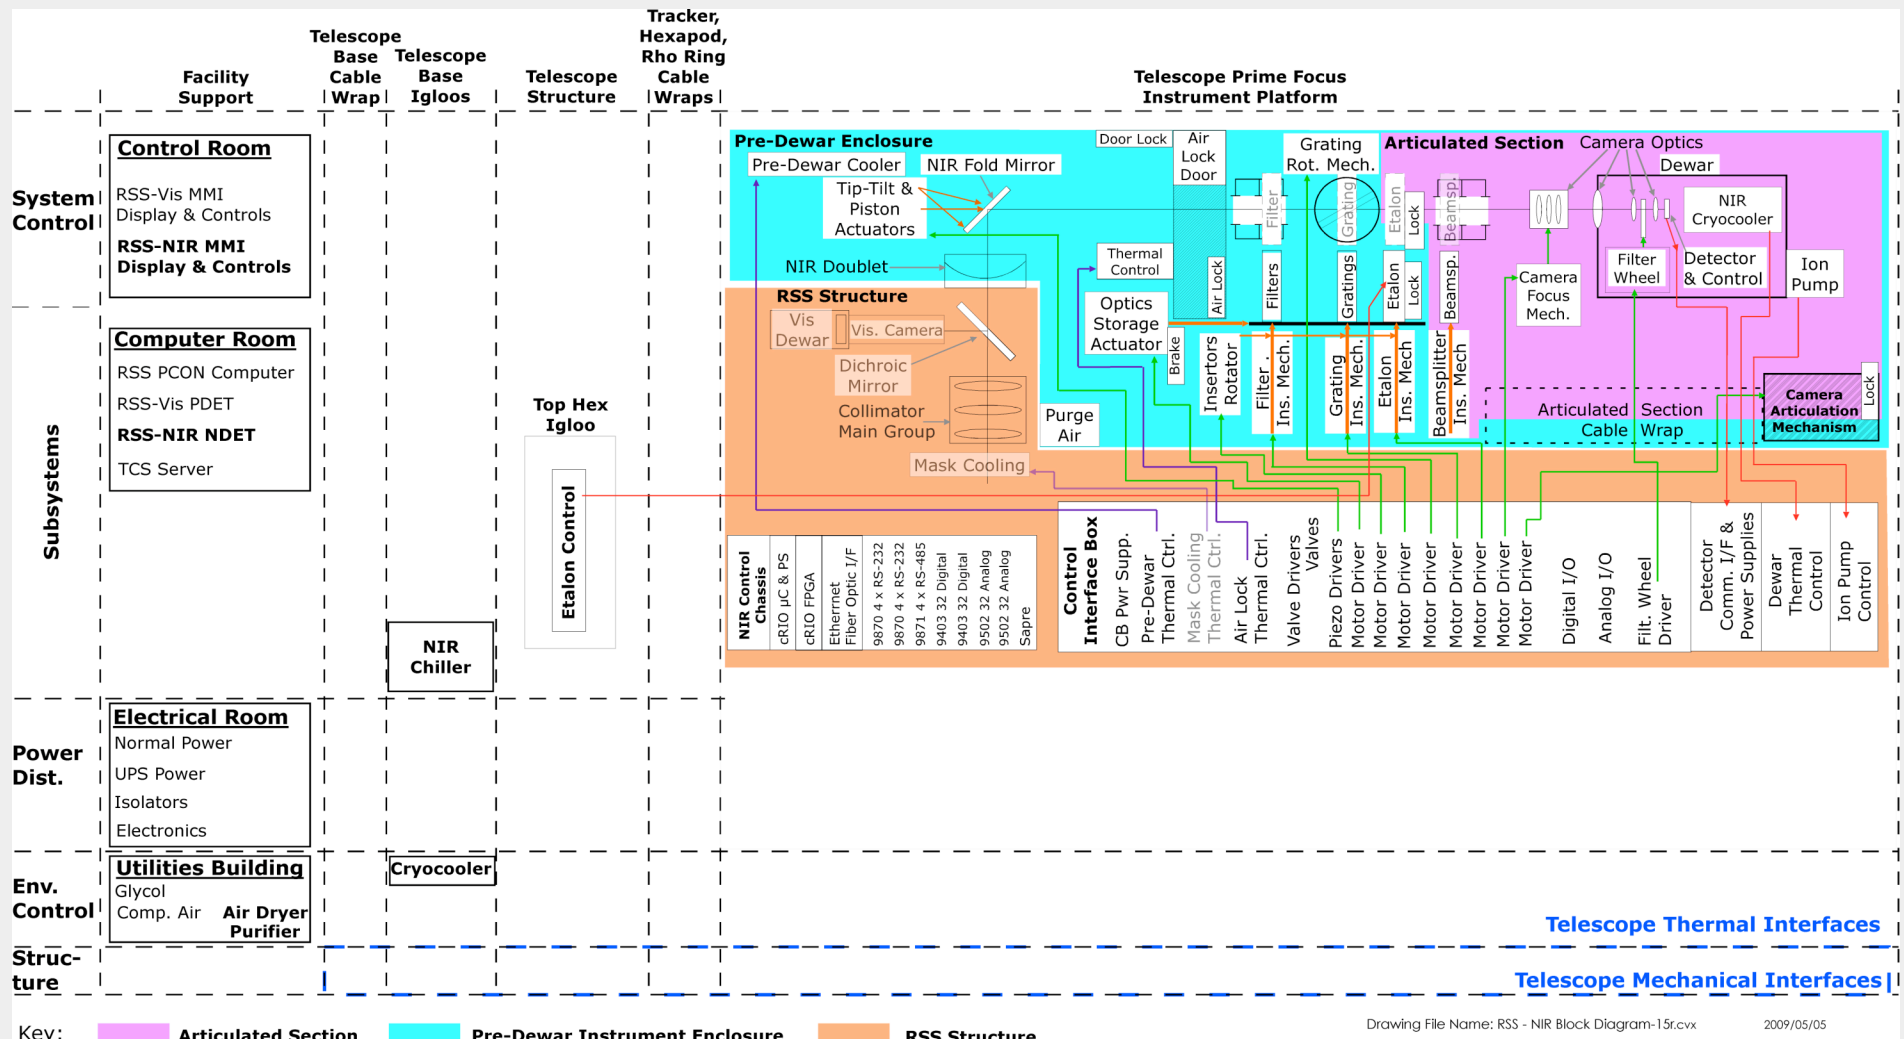 Telescope
Base
Cable
Wrap
Telescope
Base
Igloos
Tracker,
Hexapod,
Rho Ring
Cable
Wraps
Facility
Support
Telescope
Structure
Telescope Prime Focus
Instrument Platform
System
Control
Control Room
RSS-Vis MMI
Display & Controls
RSS-NIR MMI
Display & Controls
Subsystems
Computer Room
RSS PCON Computer
RSS-Vis PDET
RSS-NIR NDET
TCS Server
NIR
Chiller
Top Hex
Igloo
Etalon Control
Pre-Dewar Enclosure
Pre-Dewar Cooler
NIR Fold Mirror
Tip-Tilt &
Piston
Actuators
NIR Doublet
Door Lock
Air
Lock
Door
Air Lock
Thermal
Control
Optics
Storage
Actuator
Brake
Purge
Air
Grating
Rot. Mech.
Filter
Grating
Etalon
Lock
Beamsp.
Filters
Gratings
Etalon
Lock
Beamsp.
Insertors
Rotator
Filter .
Ins. Mech.
Grating
Ins. Mech.
Etalon
Ins. Mech
Beamsplitter
Ins. Mech
Articulated Section
Camera Optics
Dewar
NIR
Cryocooler
Filter
Wheel
Detector
& Control
Ion
Pump
Camera
Focus
Mech.
Articulated Section
Cable Wrap
Camera
Articulation
Mechanism
Lock
RSS Structure
Vis
Dewar
Vis. Camera
Dichroic
Mirror
Collimator
Main Group
Mask Cooling
NIR Control
Chassis
cRIO µC & PS
cRIO FPGA
Ethernet
Fiber Optic I/F
9870 4 x RS-232
9870 4 x RS-232
9871 4 x RS-485
9403 32 Digital
9403 32 Digital
9502 32 Analog
9502 32 Analog
Sapre
Control
Interface Box
CB Pwr Supp.
Pre-Dewar
Thermal Ctrl.
Mask Cooling
Thermal Ctrl.
Air Lock
Thermal Ctrl.
Valve Drivers
Valves
Piezo Drivers
Motor Driver
Motor Driver
Motor Driver
Motor Driver
Motor Driver
Motor Driver
Motor Driver
Motor Driver
Digital I/O
Analog I/O
Filt. Wheel
Driver
Detector
Comm. I/F &
Power Supplies
Dewar
Thermal
Control
Ion Pump
Control
Power
Dist.
Electrical Room
Normal Power
UPS Power
Isolators
Electronics
Env.
Control
Utilities Building
Glycol
Comp. Air
Air Dryer
Purifier
Cryocooler
Telescope Thermal Interfaces
Struc-
ture
Telescope Mechanical Interfaces
Key:
Articulated Section
Pre-Dewar Instrument Enclosure
RSS Structure
Drawing File Name: RSS - NIR Block Diagram-15r.cvx
2009/05/05